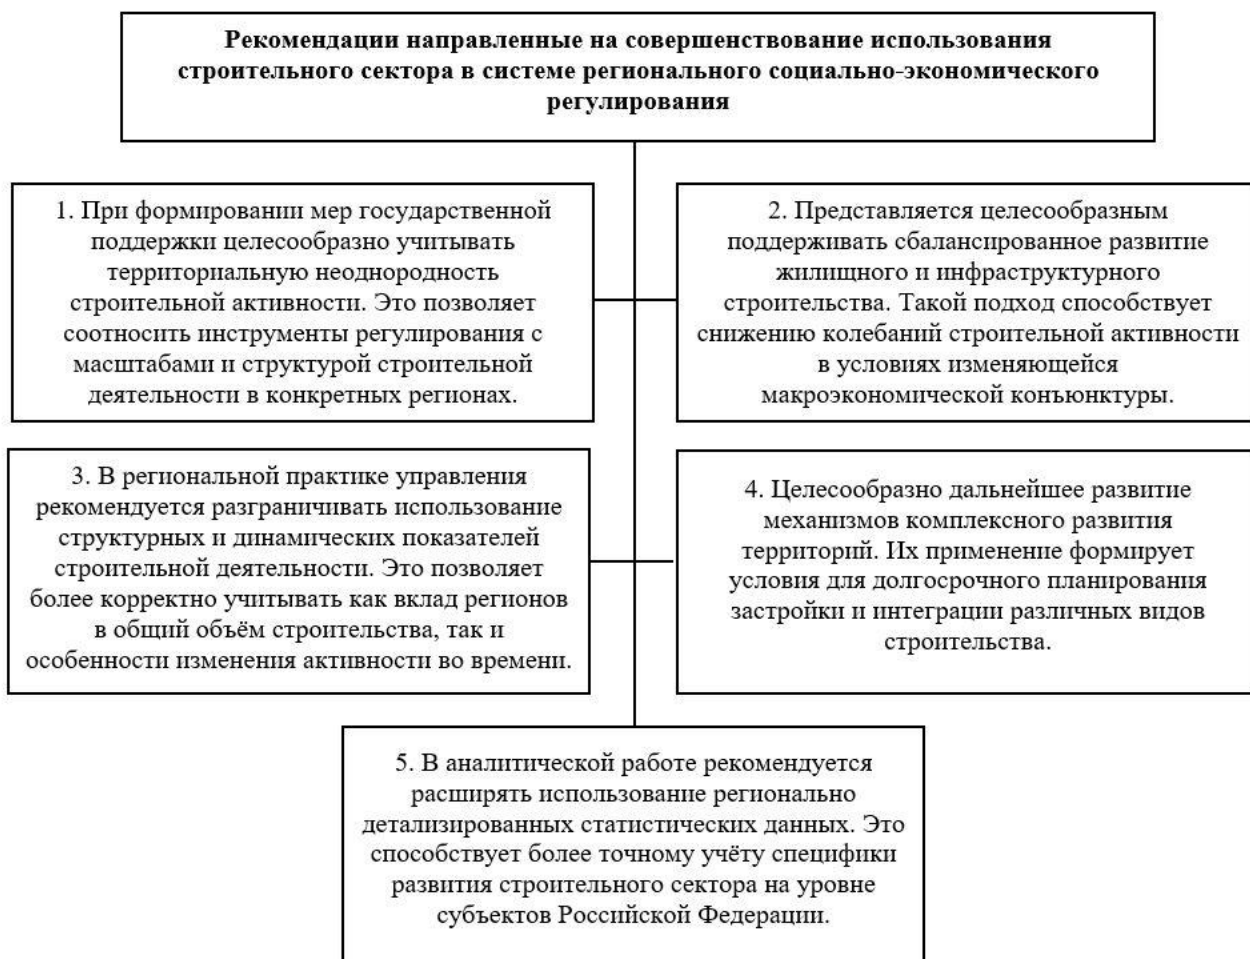 Рекомендации направленные на совершенствование использования
строительного сектора в системе регионального социально-экономического
регулирования
1. При формировании мер государственной
поддержки целесообразно учитывать
территориальную неоднородность
строительной активности. Это позволяет
соотносить инструменты регулирования с
масштабами и структурой строительной
деятельности в конкретных регионах.
2. Представляется целесообразным
поддерживать сбалансированное развитие
жилищного и инфраструктурного
строительства. Такой подход способствует
снижению колебаний строительной активности
в условиях изменяющейся
макроэкономической конъюнктуры.
3. В региональной практике управления
рекомендуется разграничивать использование
структурных и динамических показателей
строительной деятельности. Это позволяет
более корректно учитывать как вклад регионов
в общий объём строительства, так и
особенности изменения активности во времени.
4. Целесообразно дальнейшее развитие
механизмов комплексного развития
территорий. Их применение формирует
условия для долгосрочного планирования
застройки и интеграции различных видов
строительства.
5. В аналитической работе рекомендуется
расширять использование регионально
детализированных статистических данных. Это
способствует более точному учёту специфики
развития строительного сектора на уровне
субъектов Российской Федерации.